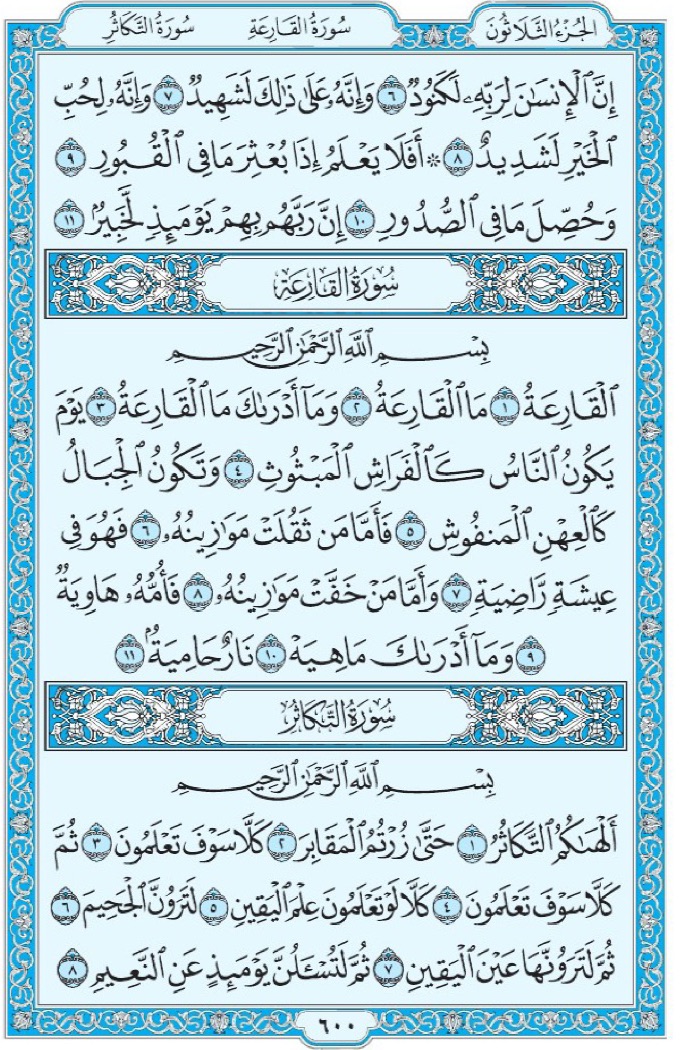 الجُزْءُ الثَّلَاثُونَ سُورَةُ القَارِعَةِ سُورَةُ التَّكَاثُرِ
إِنَّ ٱلْإِنسَٰنَ لِرَبِّهِۦ لَكَنُودٌ ٦ وَإِنَّهُۥ عَلَىٰ ذَٰلِكَ لَشَهِيدٌ ٧ وَإِنَّهُۥ لِحُبِّ
ٱلْخَيْرِ لَشَدِيدٌ ٨ ۞ أَفَلَا يَعْلَمُ إِذَا بُعْثِرَ مَا فِى ٱلْقُبُورِ ٩
وَحُصِّلَ مَا فِى ٱلصُّدُورِ ١٠ إِنَّ رَبَّهُم بِهِمْ يَوْمَئِذٍ لَّخَبِيرٌۢ ١١
سُورَةُ القَارِعَةِ
بِسْمِ ٱللَّهِ ٱلرَّحْمَٰنِ ٱلرَّحِيمِ
ٱلْقَارِعَةُ ١ مَا ٱلْقَارِعَةُ ٢ وَمَآ أَدْرَىٰكَ مَا ٱلْقَارِعَةُ ٣ يَوْمَ
يَكُونُ ٱلنَّاسُ كَٱلْفَرَاشِ ٱلْمَبْثُوثِ ٤ وَتَكُونُ ٱلْجِبَالُ
كَٱلْعِهْنِ ٱلْمَنفُوشِ ٥ فَأَمَّا مَن ثَقُلَتْ مَوَٰزِينُهُۥ ٦ فَهُوَ فِى
عِيشَةٍ رَّاضِيَةٍ ٧ وَأَمَّا مَنْ خَفَّتْ مَوَٰزِينُهُۥ ٨ فَأُمُّهُۥ هَاوِيَةٌ
٩ وَمَآ أَدْرَىٰكَ مَا هِيَهْ ١٠ نَارٌ حَامِيَةٌۢ ١١
سُورَةُ التَّكَاثُرِ
بِسْمِ ٱللَّهِ ٱلرَّحْمَٰنِ ٱلرَّحِيمِ
أَلْهَىٰكُمُ ٱلتَّكَاثُرُ ١ حَتَّىٰ زُرْتُمُ ٱلْمَقَابِرَ ٢ كَلَّا سَوْفَ تَعْلَمُونَ ٣ ثُمَّ
كَلَّا سَوْفَ تَعْلَمُونَ ٤ كَلَّا لَوْ تَعْلَمُونَ عِلْمَ ٱلْيَقِينِ ٥ لَتَرَوُنَّ ٱلْجَحِيمَ ٦
ثُمَّ لَتَرَوُنَّهَا عَيْنَ ٱلْيَقِينِ ٧ ثُمَّ لَتُسْـَٔلُنَّ يَوْمَئِذٍ عَنِ ٱلنَّعِيمِ ٨
٦٠٠